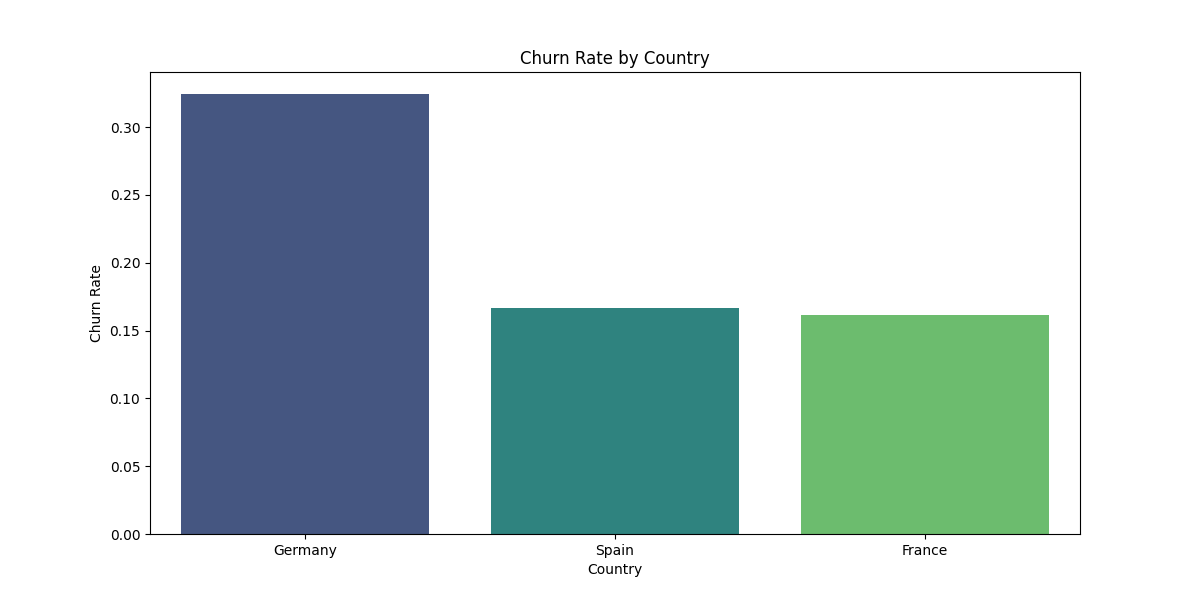 Churn Rate by Country
Churn Rate
0.30
0.25
0.20
0.15
0.10
0.05
0.00
Germany
Spain
France
Country